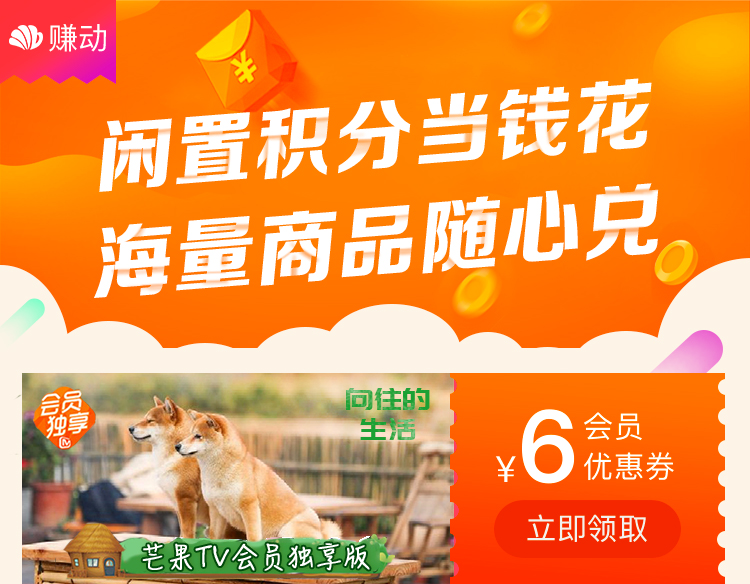 赚动
闲置积分当钱花
海量商品随心兑
会员
独享
tv
向往的
生活
¥6
会员
优惠券
立即领取
芒果TV会员独享版